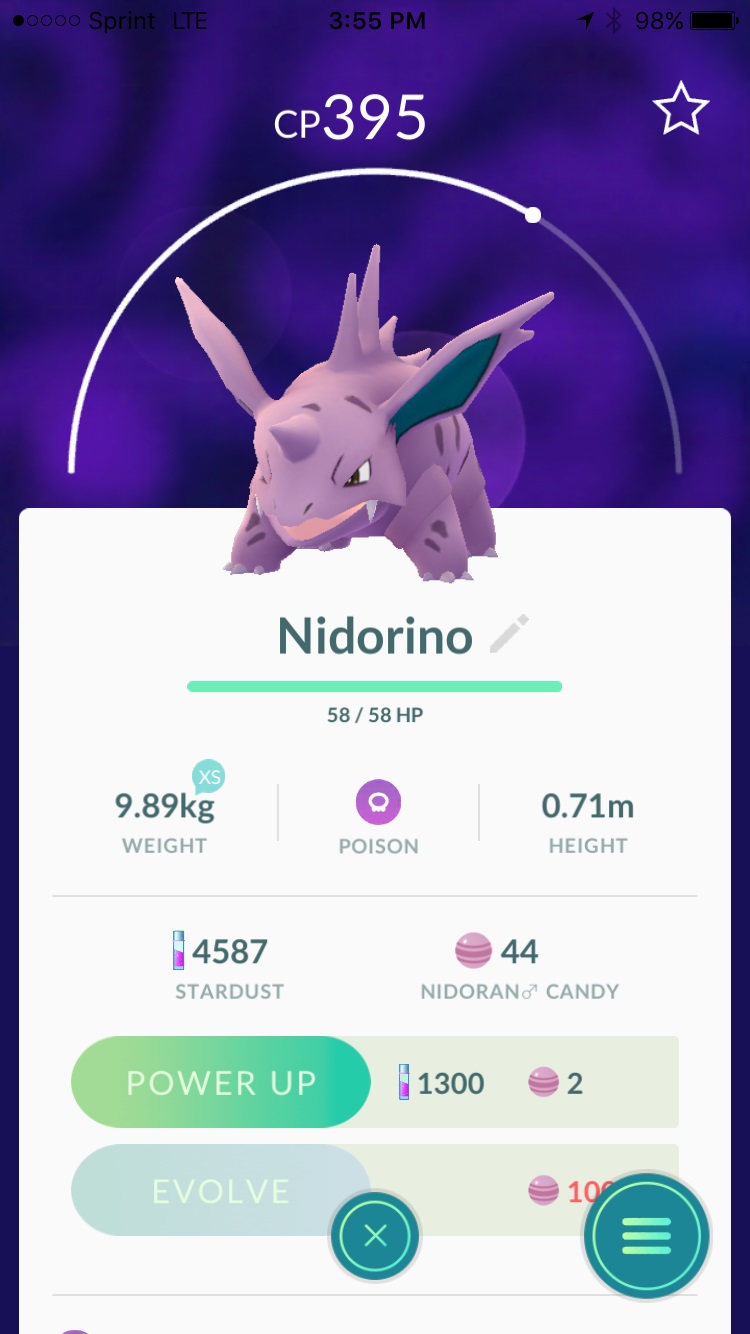 Sprint LTE 3:55 PM 98%
CP395
Nidorino
58 / 58 HP
XS
9.89kg 0.71m
WEIGHT POISON HEIGHT
4587 44
STARDUST NIDORAN♂ CANDY
POWER UP 1300 2
EVOLVE